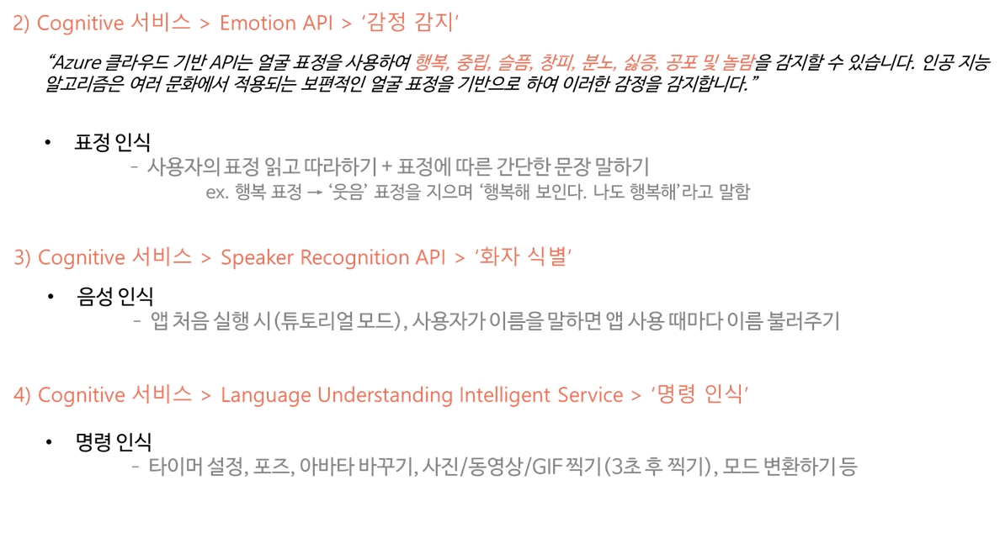 2) Cognitive 서비스 > Emotion API > ‘감정 감지’
“Azure 클라우드 기반 API는 얼굴 표정을 사용하여 행복, 중립, 슬픔, 창피, 분노, 싫증, 공포 및 놀람을 감지할 수 있습니다. 인공 지능
알고리즘은 여러 문화에서 적용되는 보편적인 얼굴 표정을 기반으로 하여 이러한 감정을 감지합니다.”
• 표정 인식
- 사용자의 표정 읽고 따라하기 + 표정에 따른 간단한 문장 말하기
ex. 행복 표정 → ‘웃음’ 표정을 지으며 ‘행복해 보인다. 나도 행복해’라고 말함
3) Cognitive 서비스 > Speaker Recognition API > ‘화자 식별’
• 음성 인식
- 앱 처음 실행 시(튜토리얼 모드), 사용자가 이름을 말하면 앱 사용 때마다 이름 불러주기
4) Cognitive 서비스 > Language Understanding Intelligent Service > ‘명령 인식’
• 명령 인식
- 타이머 설정, 포즈, 아바타 바꾸기, 사진/동영상/GIF 찍기(3초 후 찍기), 모드 변환하기 등